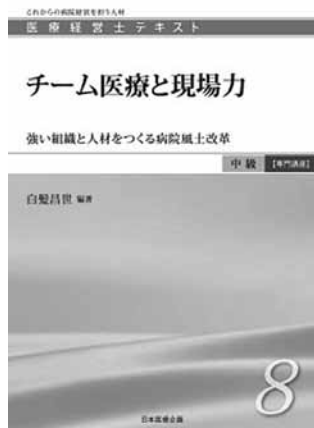 これからの病院経営を担う人材
医療経営士テキスト
チーム医療と現場力
強い組織と人材をつくる病院風土改革
中級【専門講座】
白髪昌世 編著
8
日本医療企画